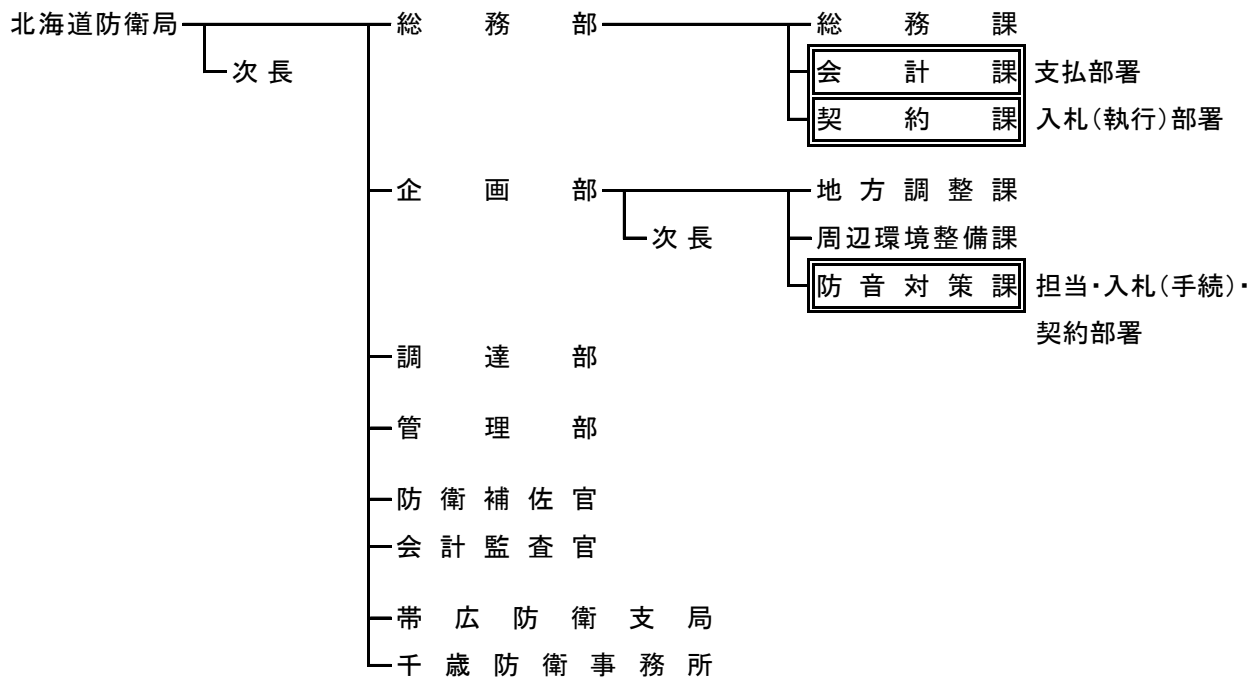 北海道防衛局 総務部 総務課
次長 会計課 支払部署
契約課 入札(執行)部署
企画部 地方調整課
次長 周辺環境整備課
防音対策課 担当・入札(手続)・
契約部署
調達部
管理部
防衛補佐官
会計監査官
帯広防衛支局
千歳防衛事務所